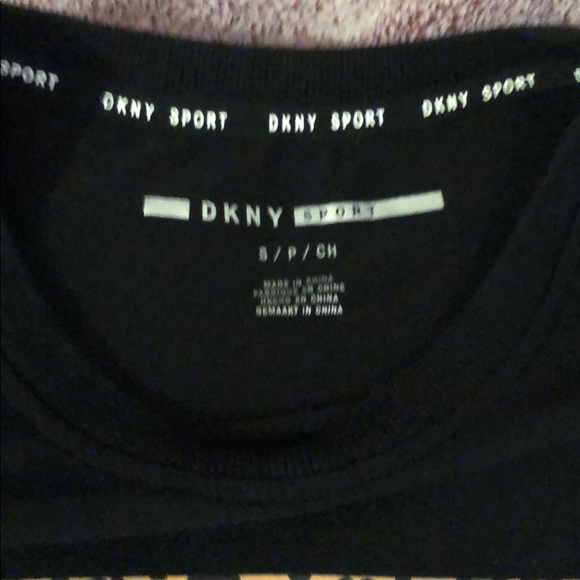 SPORT DKNY SPORT DKNY SPORT DKNY SPORT
DKNY SPORT
S / P / CH
MADE IN CHINA
FABRIQUÉ EN CHINE
HECHO EN CHINA
GEMAAKT IN CHINA